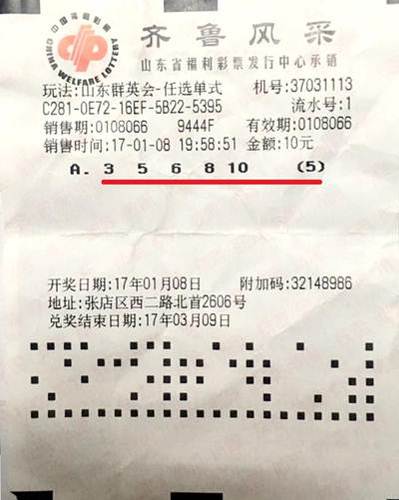 中国福利彩票
CHINA WELFARE LOTTERY
齐鲁风采
山东省福利彩票发行中心承销
玩法:山东群英会-任选单式 机号:37031113
C281-0E72-16EF-5B22-5395 流水号:1
销售期:0108066 9444F 有效期:0108066
销售时间:17-01-08 19:58:51 金额:10元
A. 3 5 6 8 10 (5)
开奖日期:17年01月08日 附加码:32148986
地址:张店区西二路北首2606号
兑奖结束日期:17年03月09日